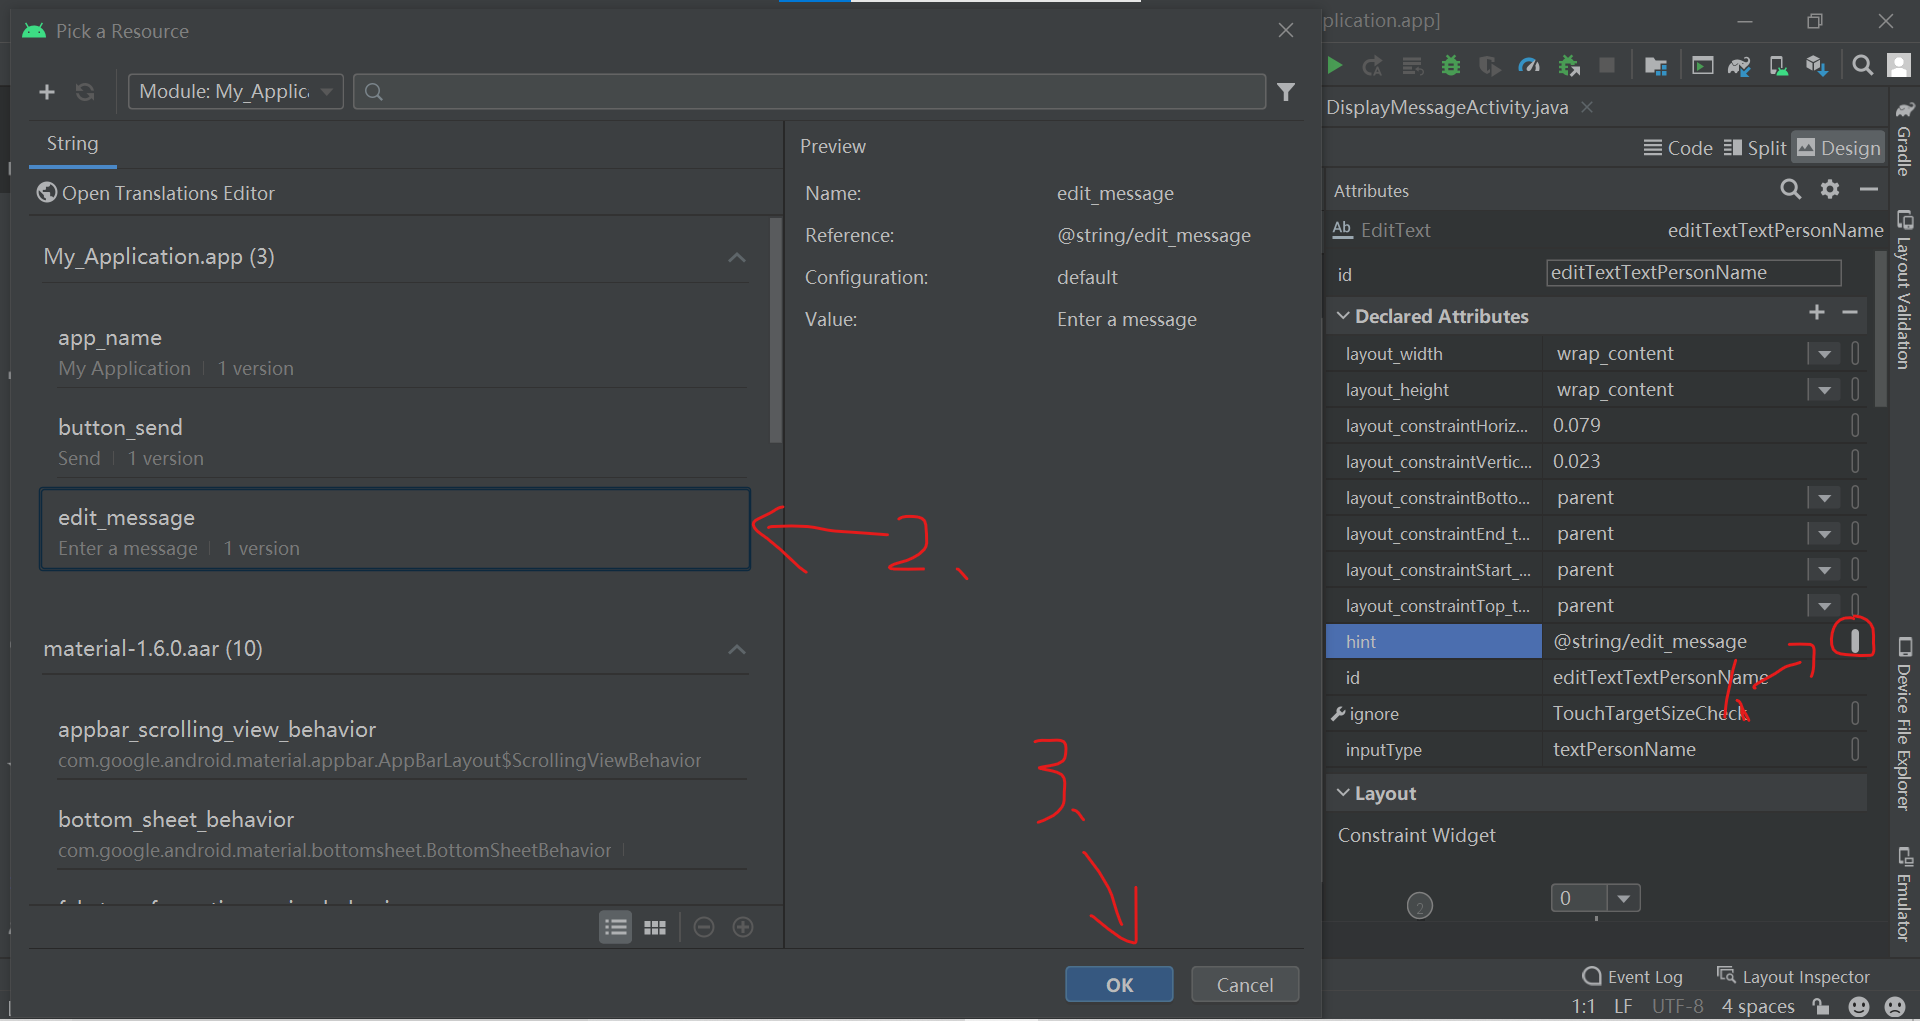 Pick a Resource
Module: My_Applic
String
Open Translations Editor
My_Application.app (3)
app_name
My Application | 1 version
button_send
Send | 1 version
edit_message
Enter a message | 1 version
material-1.6.0.aar (10)
appbar_scrolling_view_behavior
com.google.android.material.appbar.AppBarLayout$ScrollingViewBehavior
bottom_sheet_behavior
com.google.android.material.bottomsheet.BottomSheetBehavior
Preview
Name: edit_message
Reference: @string/edit_message
Configuration: default
Value: Enter a message
2、
3、
OK
Cancel
plication.app]
DisplayMessageActivity.java
Code
Split
Design
Attributes
Ab EditText editTextTextPersonName
id editTextTextPersonName
Declared Attributes
layout_width wrap_content
layout_height wrap_content
layout_constraintHoriz... 0.079
layout_constraintVertic... 0.023
layout_constraintBotto... parent
layout_constraintEnd_t... parent
layout_constraintStart_... parent
layout_constraintTop_t... parent
hint @string/edit_message
id editTextTextPersonName
ignore TouchTargetSizeCheck
inputType textPersonName
Layout
Constraint Widget
2
0
Gradle
Layout Validation
Device File Explorer
Emulator
Event Log
Layout Inspector
1:1 LF UTF-8 4 spaces